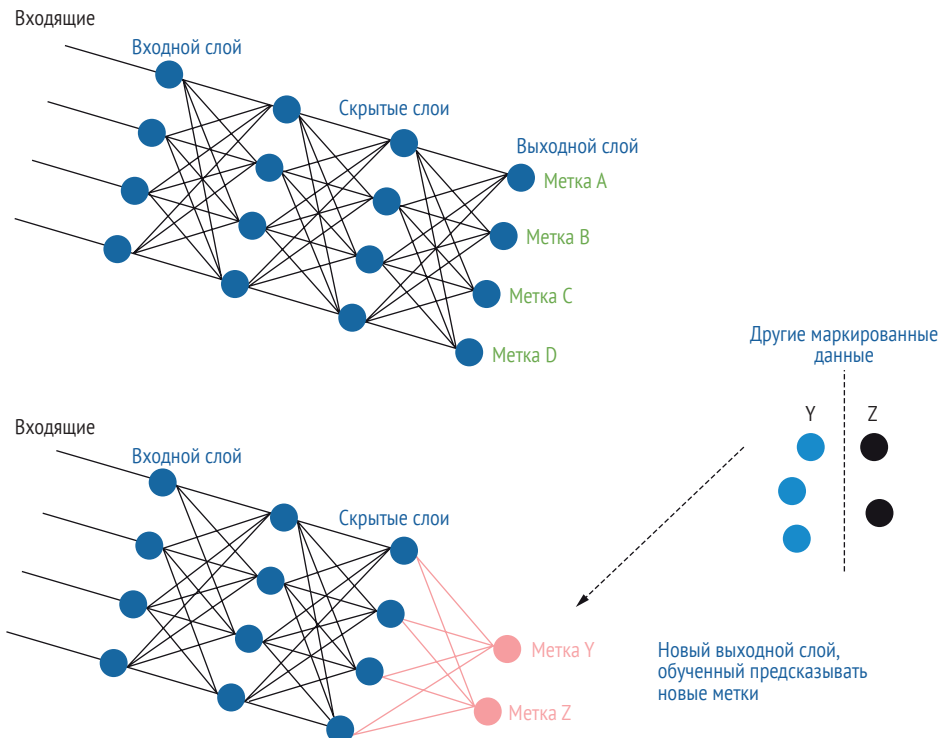 Входящие
Входной слой
Скрытые слои
Выходной слой
Метка A
Метка B
Метка C
Метка D
Другие маркированные
данные
Y Z
Входящие
Входной слой
Скрытые слои
Метка Y
Метка Z
Новый выходной слой,
обученный предсказывать
новые метки